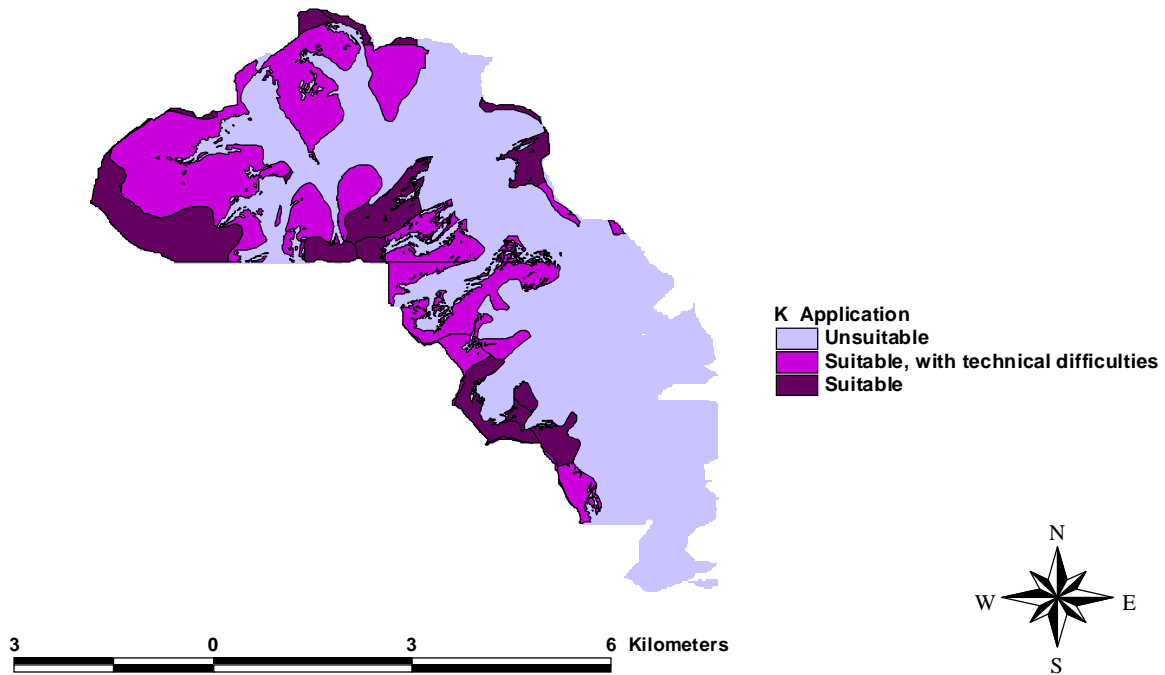 K Application
Unsuitable
Suitable, with technical difficulties
Suitable
N
W E
S
3 0 3 6 Kilometers